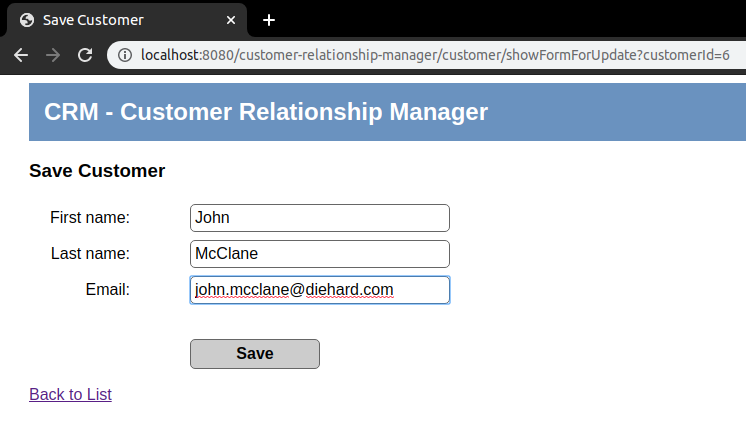 Save Customer
localhost:8080/customer-relationship-manager/customer/showFormForUpdate?customerId=6
CRM - Customer Relationship Manager
Save Customer
First name: John
Last name: McClane
Email: john.mcclane@diehard.com
Save
Back to List